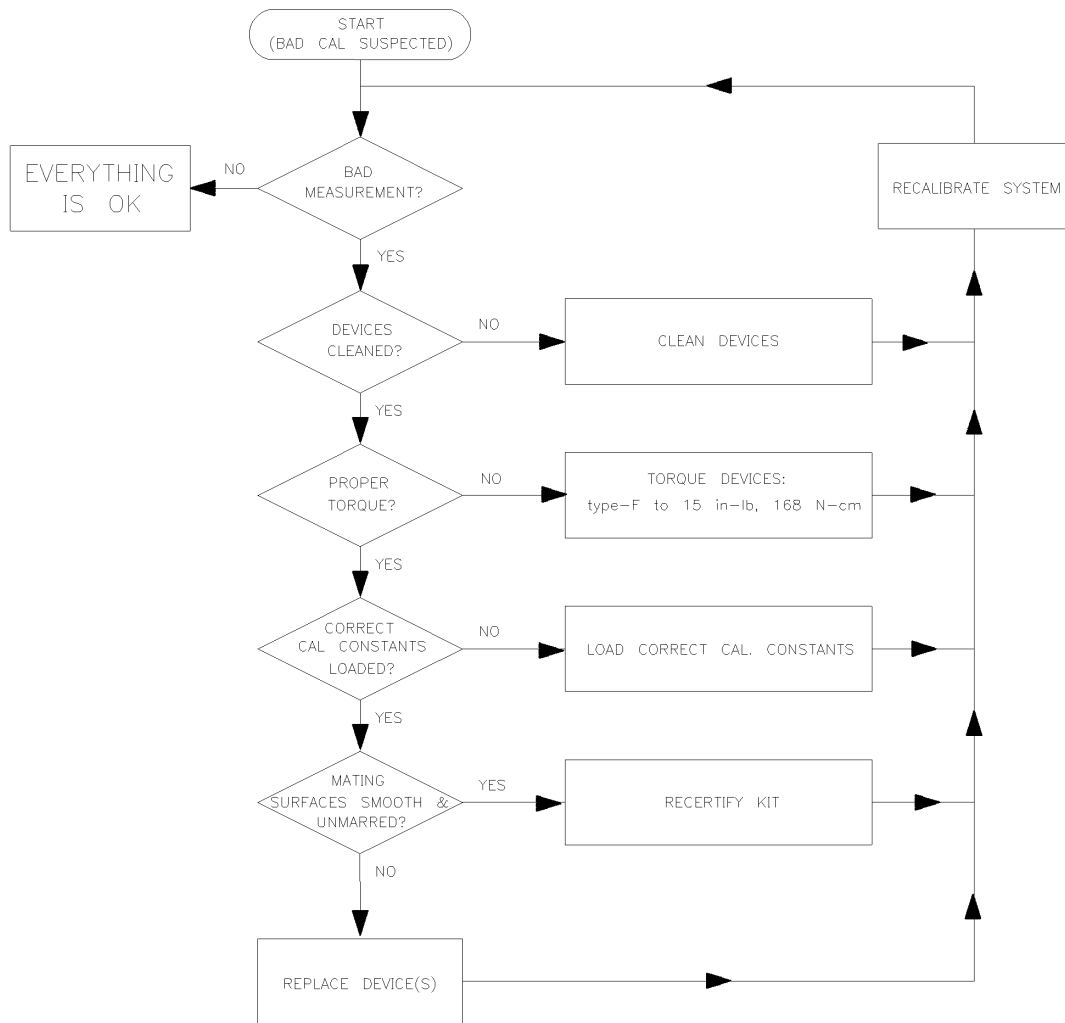 START
(BAD CAL SUSPECTED)
EVERYTHING
IS OK
NO
BAD
MEASUREMENT?
RECALIBRATE SYSTEM
YES
DEVICES
CLEANED?
NO
CLEAN DEVICES
YES
PROPER
TORQUE?
NO
TORQUE DEVICES:
type-F to 15 in-lb, 168 N-cm
YES
CORRECT
CAL CONSTANTS
LOADED?
NO
LOAD CORRECT CAL. CONSTANTS
YES
MATING
SURFACES SMOOTH &
UNMARRED?
YES
RECERTIFY KIT
NO
REPLACE DEVICE(S)